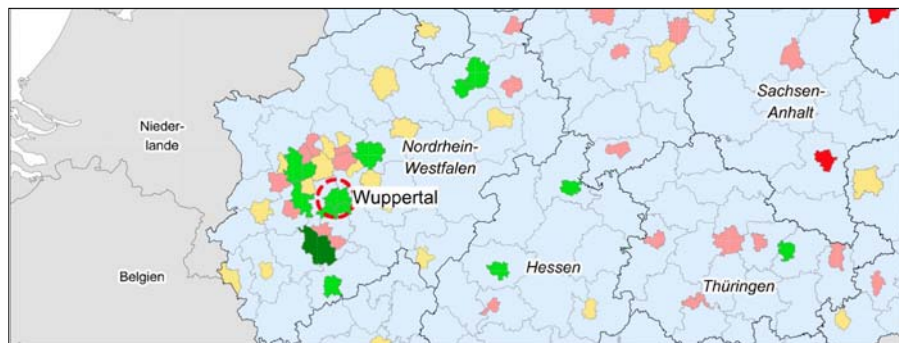 Sachsen-
Anhalt
Nieder-
lande
Nordrhein-
Westfalen
Wuppertal
Belgien
Hessen
Thüringen